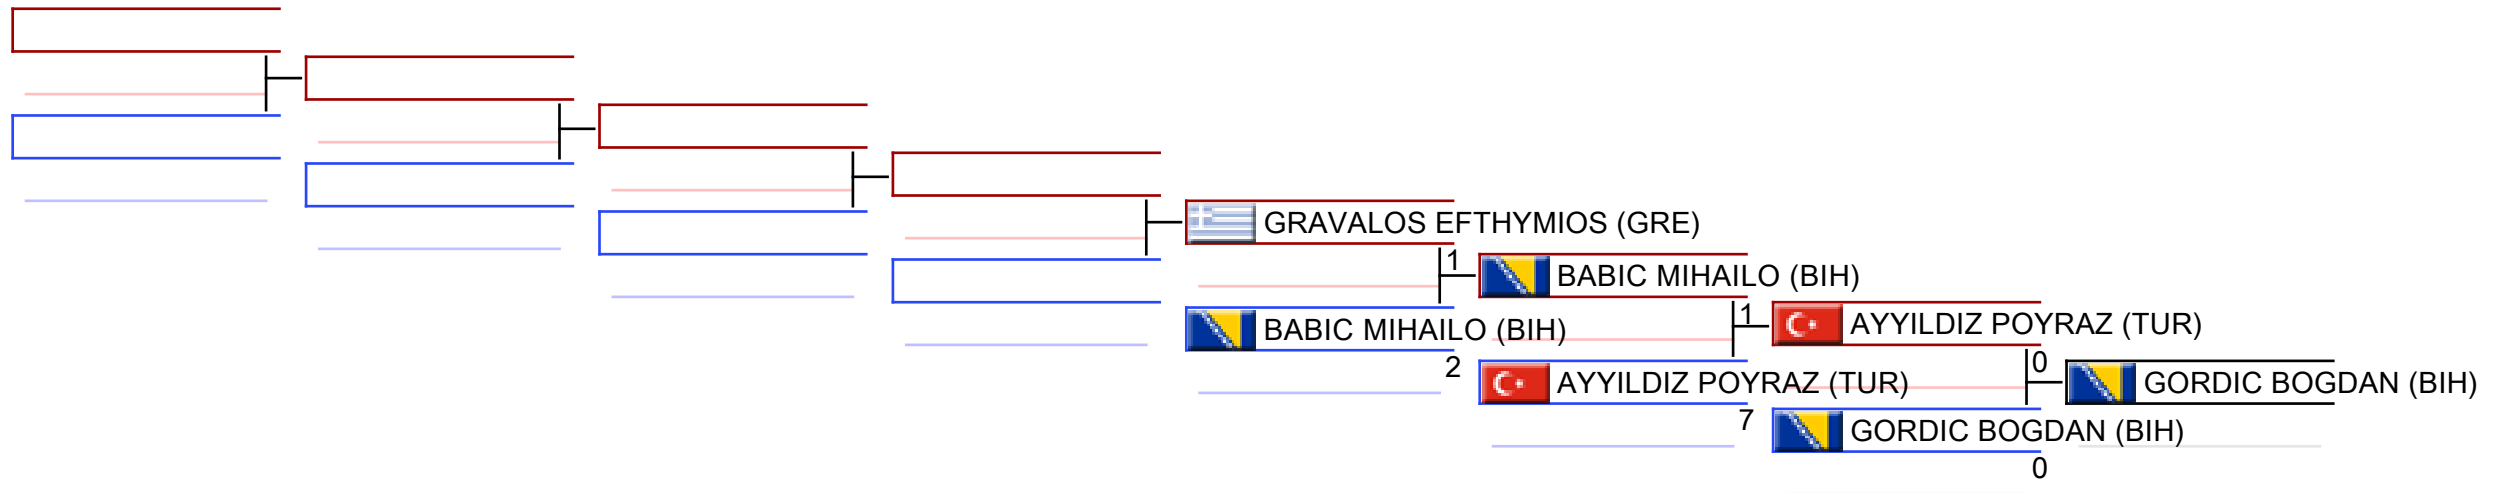 GRAVALOS EFTHYMIOS (GRE)
1
BABIC MIHAILO (BIH)
2
BABIC MIHAILO (BIH)
1
AYYILDIZ POYRAZ (TUR)
7
AYYILDIZ POYRAZ (TUR)
0
GORDIC BOGDAN (BIH)
0
GORDIC BOGDAN (BIH)